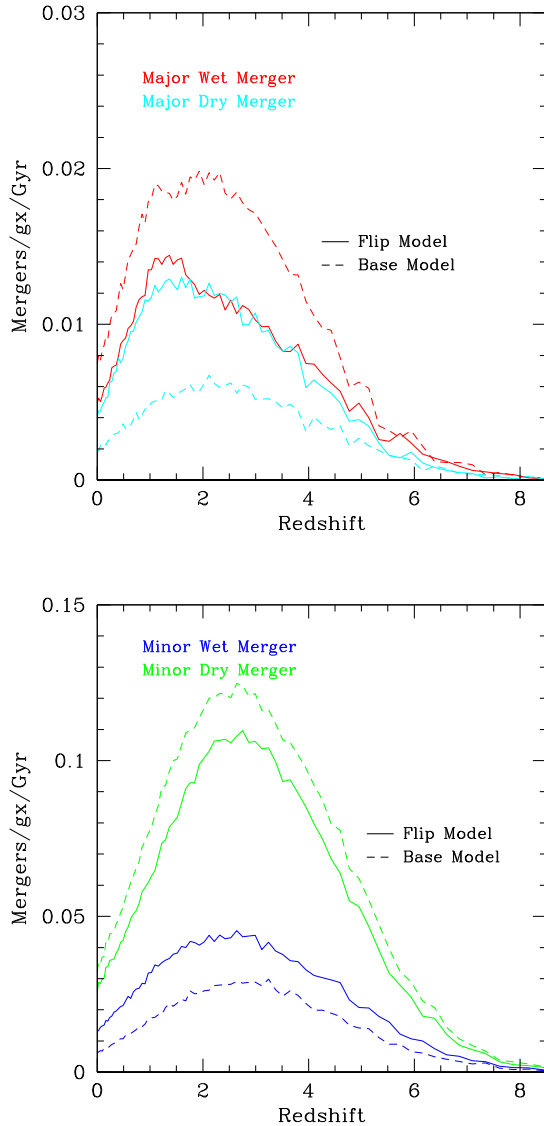 0.03
Major Wet Merger
Major Dry Merger
0.02
Mergers/gx/Gyr
Flip Model
Base Model
0.01
0
0 2 4 6 8
Redshift
0.15
Minor Wet Merger
Minor Dry Merger
0.1
Mergers/gx/Gyr
Flip Model
Base Model
0.05
0
0 2 4 6 8
Redshift